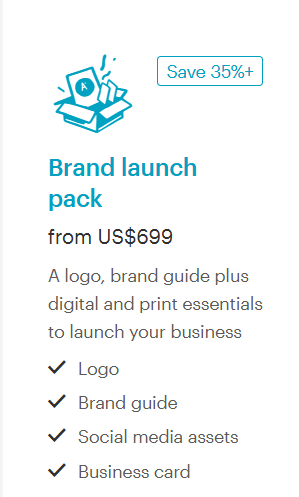 Save 35%+
A
Brand launch
pack
from US$699
A logo, brand guide plus
digital and print essentials
to launch your business
Logo
Brand guide
Social media assets
Business card